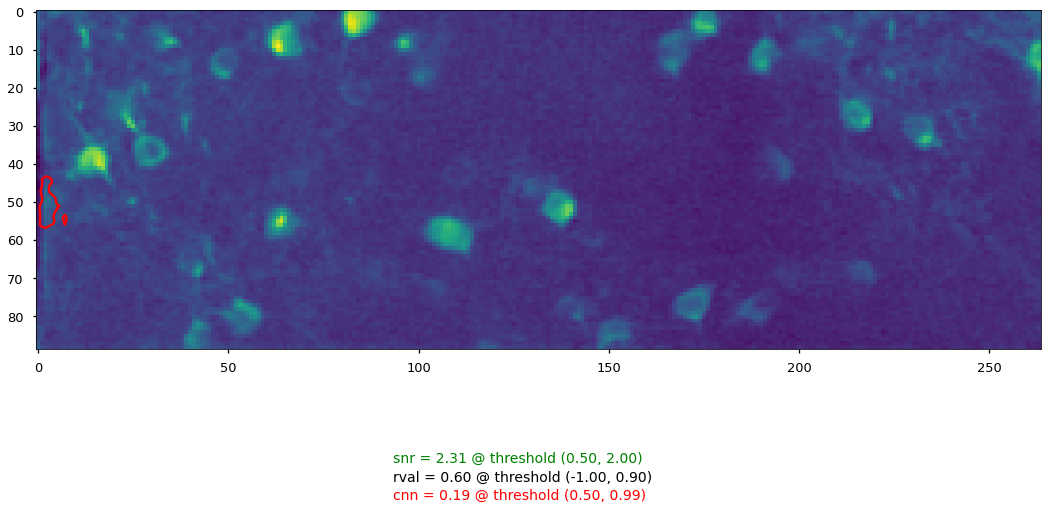 0
10
20
30
40
50
60
70
80
0 50 100 150 200 250
snr = 2.31 @ threshold (0.50, 2.00)
rval = 0.60 @ threshold (-1.00, 0.90)
cnn = 0.19 @ threshold (0.50, 0.99)